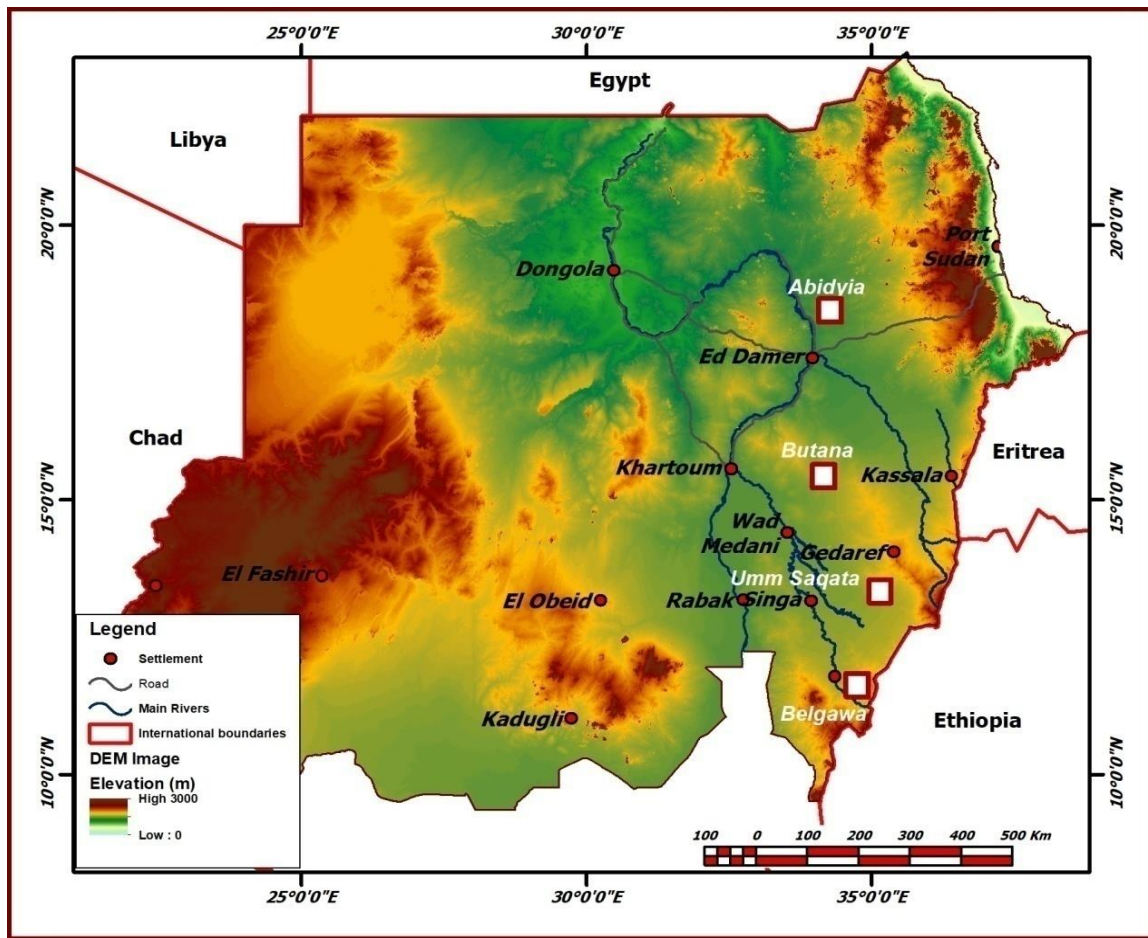 25°0'0"E 30°0'0"E 35°0'0"E
Egypt
Libya
20°0'0"N 20°0'0"N
Port
Sudan
Dongola
Abidyia
Ed Damer
Chad
Butana
Eritrea
Khartoum
Kassala
15°0'0"N 15°0'0"N
Wad
Medani
Gedaref
El Fashir
Umm Saqata
El Obeid
Rabak
Singa
Belgawa
Kadugli
Ethiopia
10°0'0"N 10°0'0"N
Legend
Settlement
Road
Main Rivers
International boundaries
DEM Image
Elevation (m)
High 3000
Low : 0
100 0 100 200 300 400 500 Km
25°0'0"E 30°0'0"E 35°0'0"E